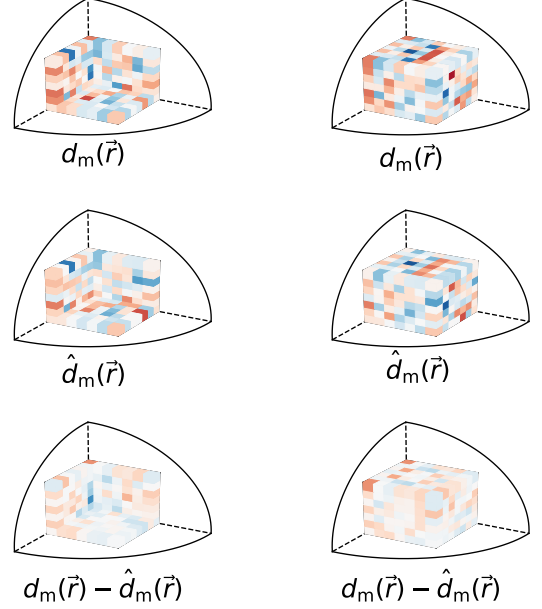 d_m(r⃗) d_m(r⃗)
d̂_m(r⃗) d̂_m(r⃗)
d_m(r⃗) − d̂_m(r⃗) d_m(r⃗) − d̂_m(r⃗)